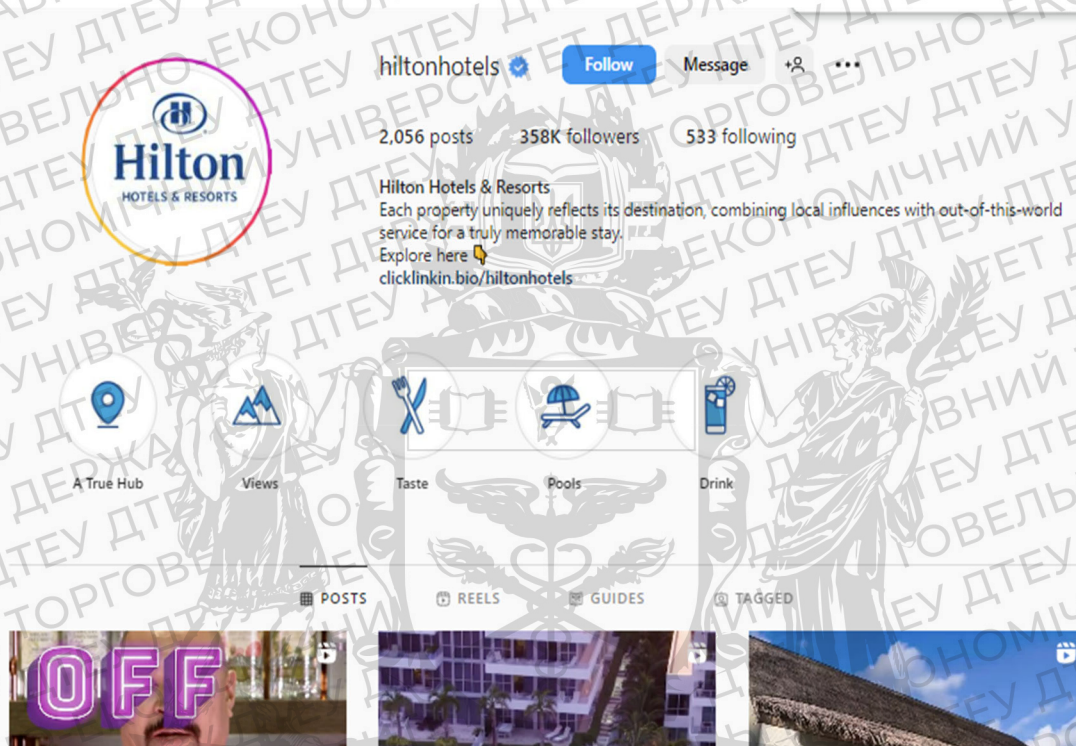 hiltonhotels
Follow
Message
2,056 posts
358K followers
533 following
Hilton
HOTELS & RESORTS
Hilton Hotels & Resorts
Each property uniquely reflects its destination, combining local influences with out-of-this-world
service for a truly memorable stay.
Explore here 👇
clicklinkin.bio/hiltonhotels
A True Hub
Views
Taste
Pools
Drink
POSTS
REELS
GUIDES
TAGGED
OFF